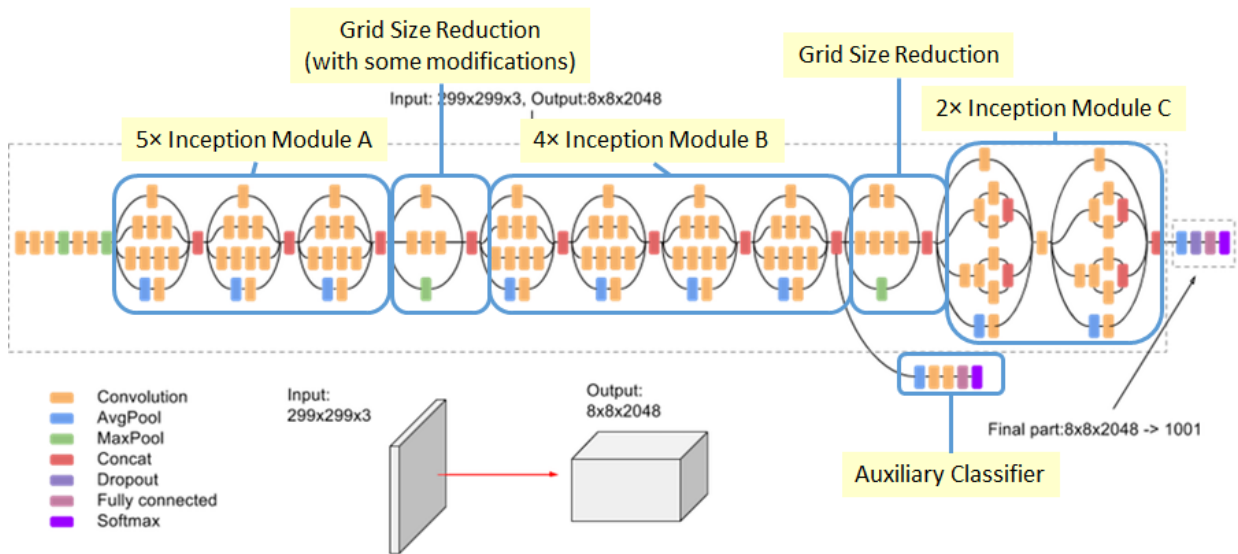 Grid Size Reduction
(with some modifications)
Grid Size Reduction
Input: 299x299x3, Output:8x8x2048
5× Inception Module A
4× Inception Module B
2× Inception Module C
Convolution
AvgPool
MaxPool
Concat
Dropout
Fully connected
Softmax
Input:
299x299x3
Output:
8x8x2048
Final part:8x8x2048 -> 1001
Auxiliary Classifier